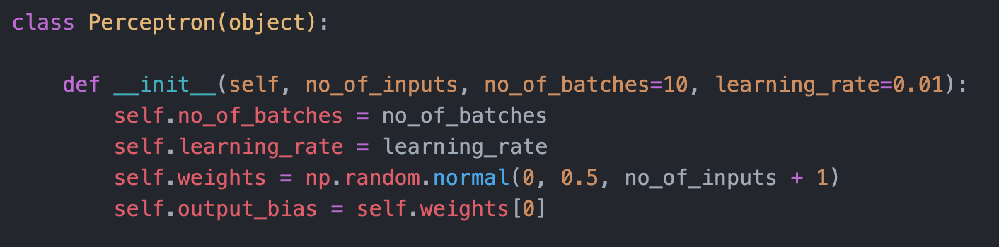 class Perceptron(object):
    def __init__(self, no_of_inputs, no_of_batches=10, learning_rate=0.01):
        self.no_of_batches = no_of_batches
        self.learning_rate = learning_rate
        self.weights = np.random.normal(0, 0.5, no_of_inputs + 1)
        self.output_bias = self.weights[0]